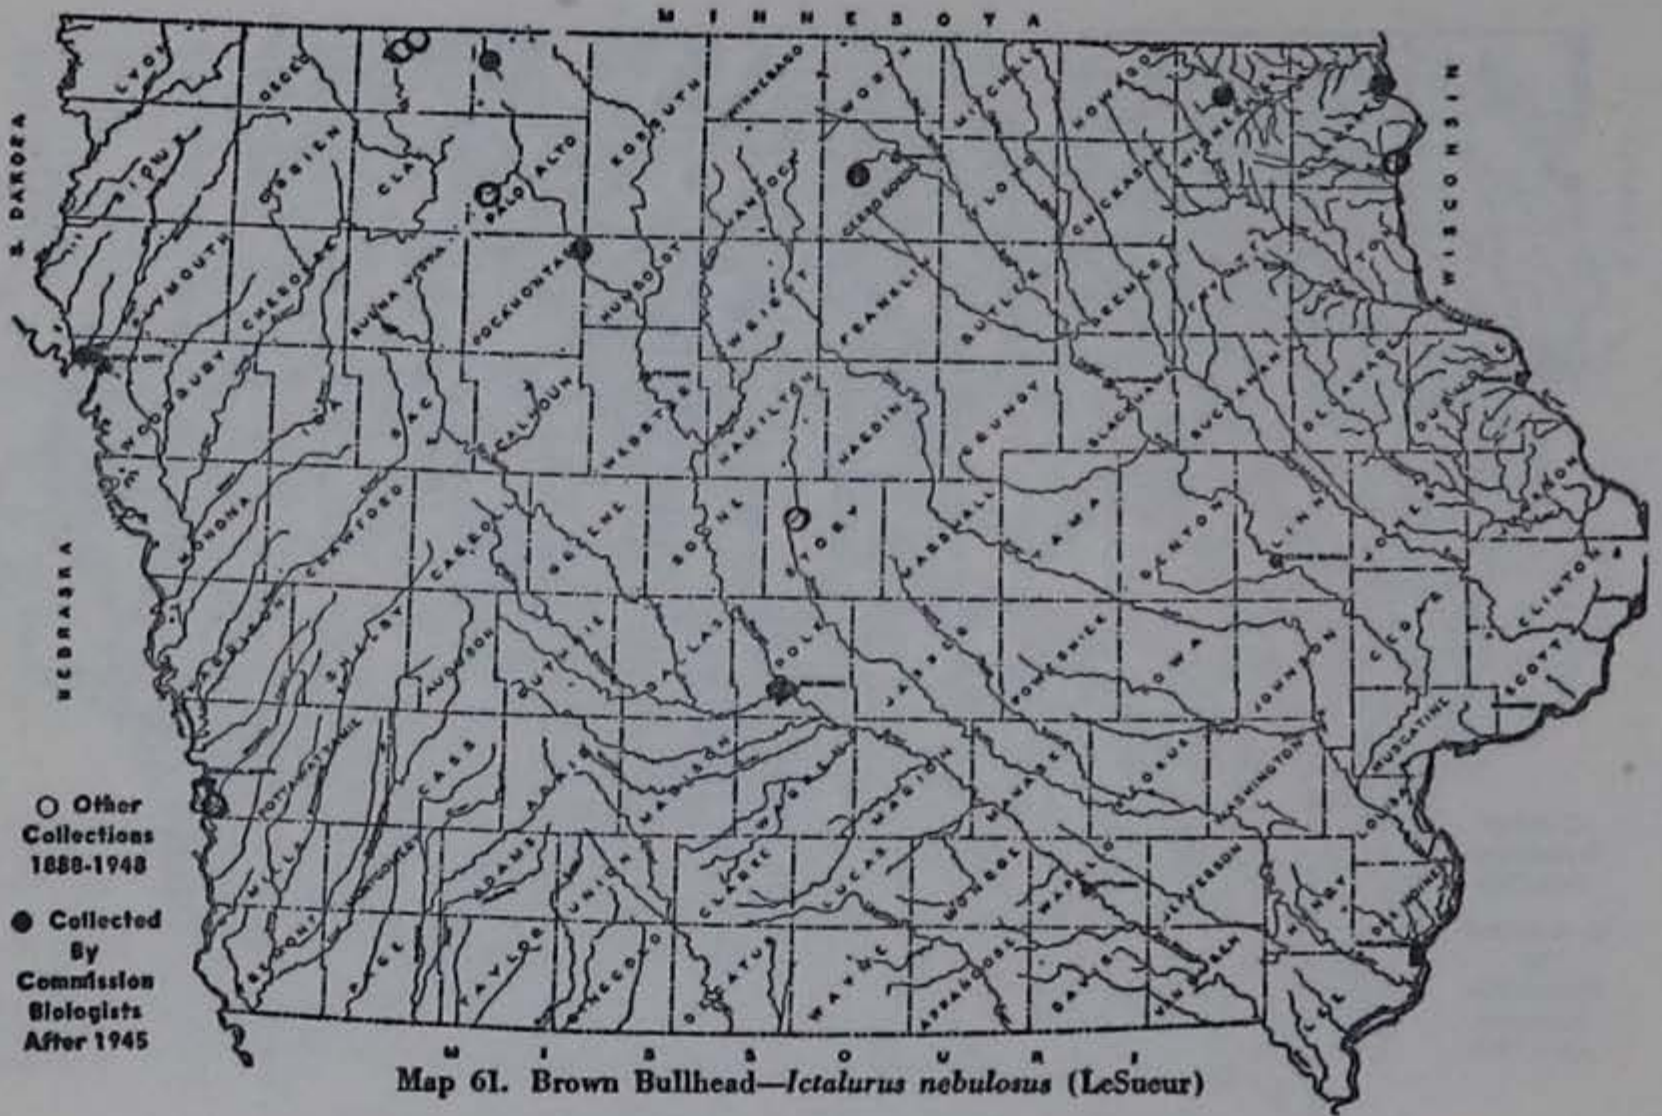 MINNESOTA
S. DAKOTA
WISCONSIN
NEBRASKA
LYON
OSCEO
KOSSUTH
WINNEBAGO
WORTH
MITCHELL
HOWARD
WINNESHIEK
SIOUX
OBRIEN
CLAY
PALO ALTO
HANCOCK
CERRO GORDO
FLOYD
CHICKASAW
PLYMOUTH
CHEROKEE
BUENA VISTA
POCAHONTAS
HUMBOLDT
WRIGHT
FRANKLIN
BUTLER
BREMER
WOODBURY
IDA
SAC
CALHOUN
WEBSTER
HAMILTON
HARDIN
GRUNDY
BLACKHAWK
BUCHANAN
DELAWARE
DUBUQUE
MONONA
CRAWFORD
CARROLL
GREENE
BOONE
STORY
MARSHALL
TAMA
BENTON
LINN
JONES
JACKSON
CLINTON
HARRISON
SHELBY
AUDUBON
GUTHRIE
DALLAS
POLK
JASPER
POWESHIEK
IOWA
JOHNSON
SCOTT
MUSCATINE
POTTAWATTAMIE
CASS
ADAIR
MADISON
WARREN
MARION
MAHASKA
KEOKUK
WASHINGTON
LOUISA
MILLS
MONTGOMERY
ADAMS
UNION
CLARKE
LUCAS
MONROE
WAPELLO
JEFFERSON
HENRY
DES MOINES
FREMONT
PAGE
TAYLOR
RINGGOLD
DECATUR
WAYNE
APPANOOSE
DAVIS
VAN BUREN
LEE
Other
Collections
1888-1948
Collected
By
Commission
Biologists
After 1945
MISSOURI
Map 61. Brown Bullhead—Ictalurus nebulosus (LeSueur)